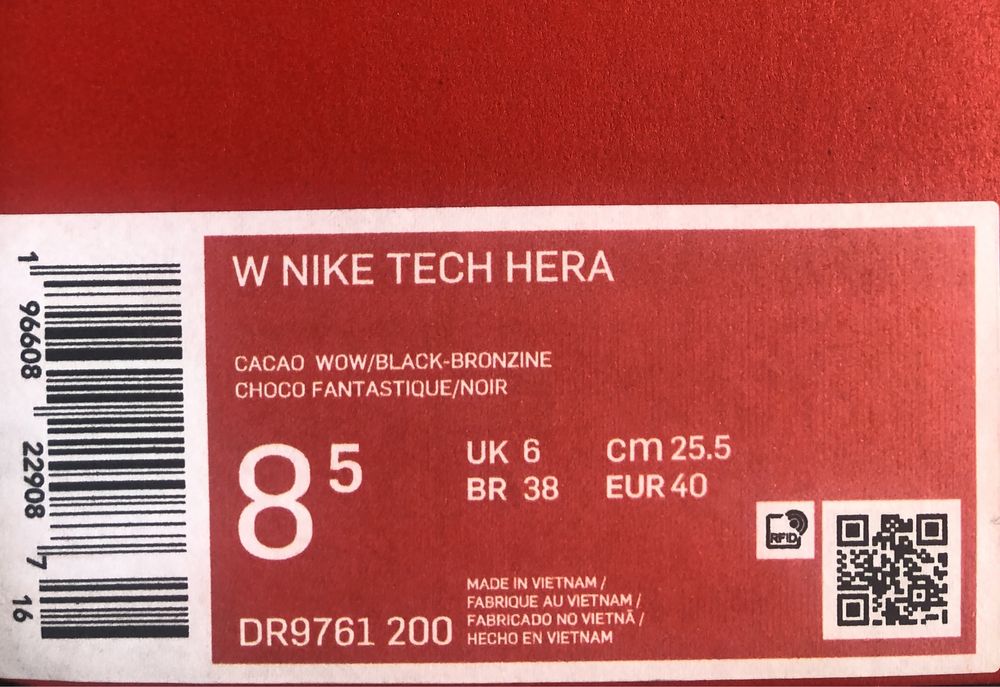 W NIKE TECH HERA
CACAO WOW/BLACK-BRONZINE
CHOCO FANTASTIQUE/NOIR
8 5
UK 6 cm 25.5
BR 38 EUR 40
RFID
MADE IN VIETNAM /
FABRIQUE AU VIETNAM /
FABRICADO NO VIETNÃ /
HECHO EN VIETNAM
DR9761 200
1 96608 22908 7 16